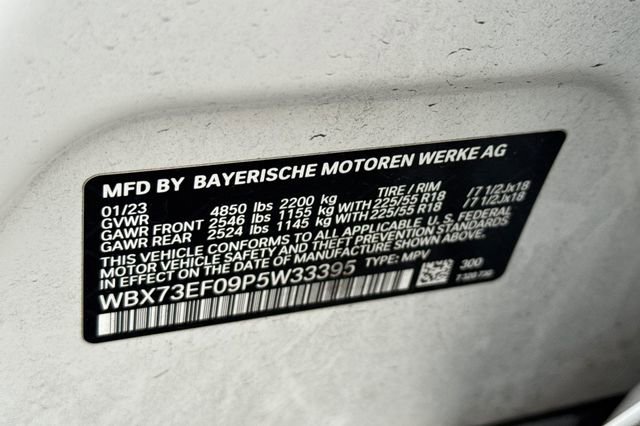 MFD BY BAYERISCHE MOTOREN WERKE AG
01/23 TIRE / RIM
GVWR 4850 lbs 2200 kg
GAWR FRONT 2546 lbs 1155 kg WITH 225/55 R18 /7 1/2Jx18
GAWR REAR 2524 lbs 1145 kg WITH 225/55 R18 /7 1/2Jx18
THIS VEHICLE CONFORMS TO ALL APPLICABLE U. S. FEDERAL
MOTOR VEHICLE SAFETY AND THEFT PREVENTION STANDARDS
IN EFFECT ON THE DATE OF MANUFACTURE SHOWN ABOVE.
WBX73EF09P5W33395 TYPE: MPV
300
7 320 730